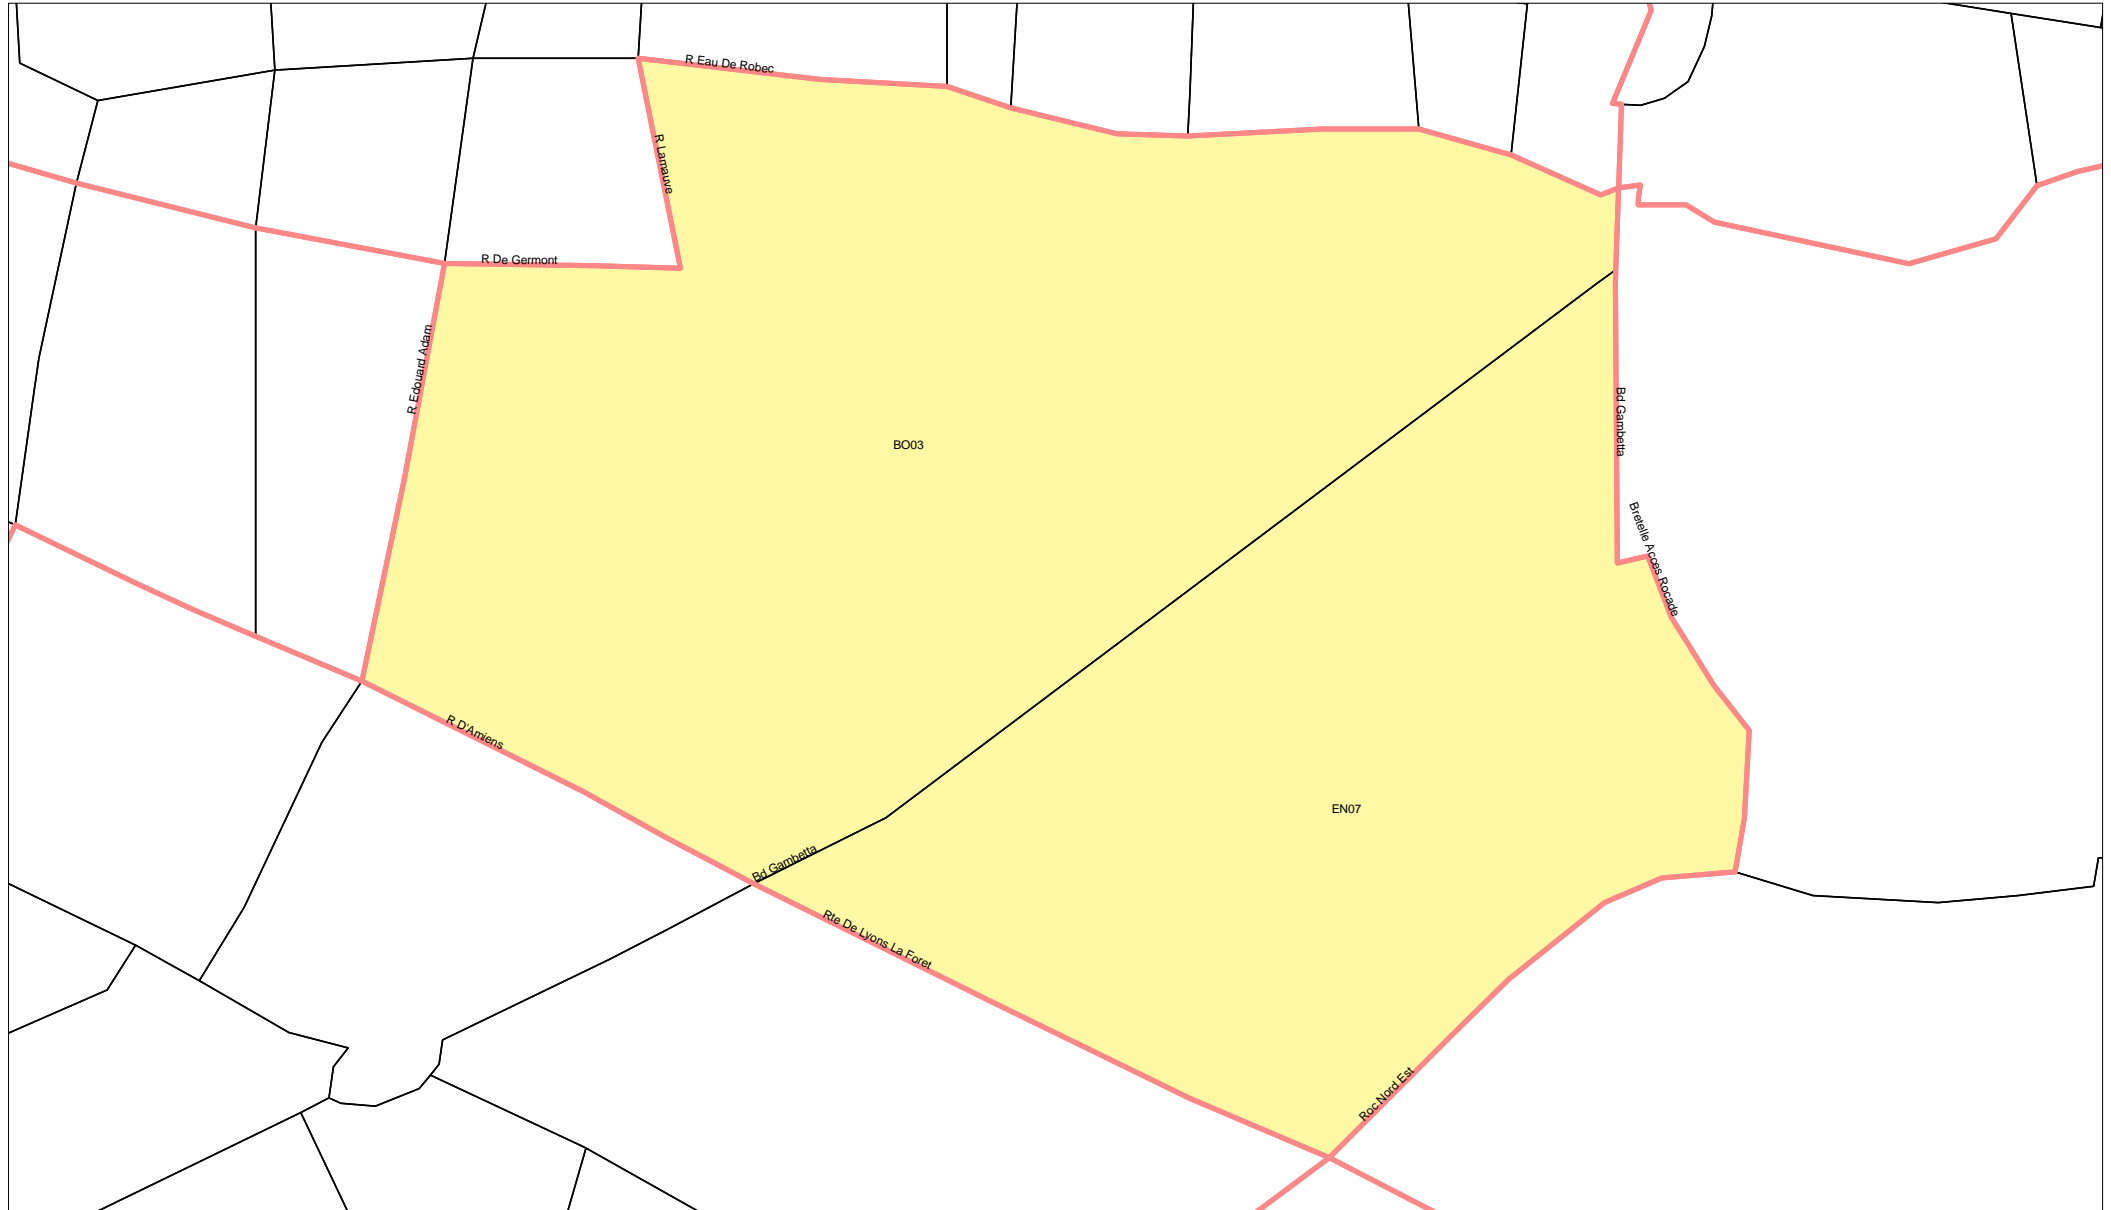 R Eau De Robec
R Lamauve
R De Germont
R Edouard Adam
Bd Gambetta
BO03
Bretelle Acces Rocade
R D'Amiens
EN07
Bd Gambetta
Rte De Lyons La Foret
Roc Nord Est